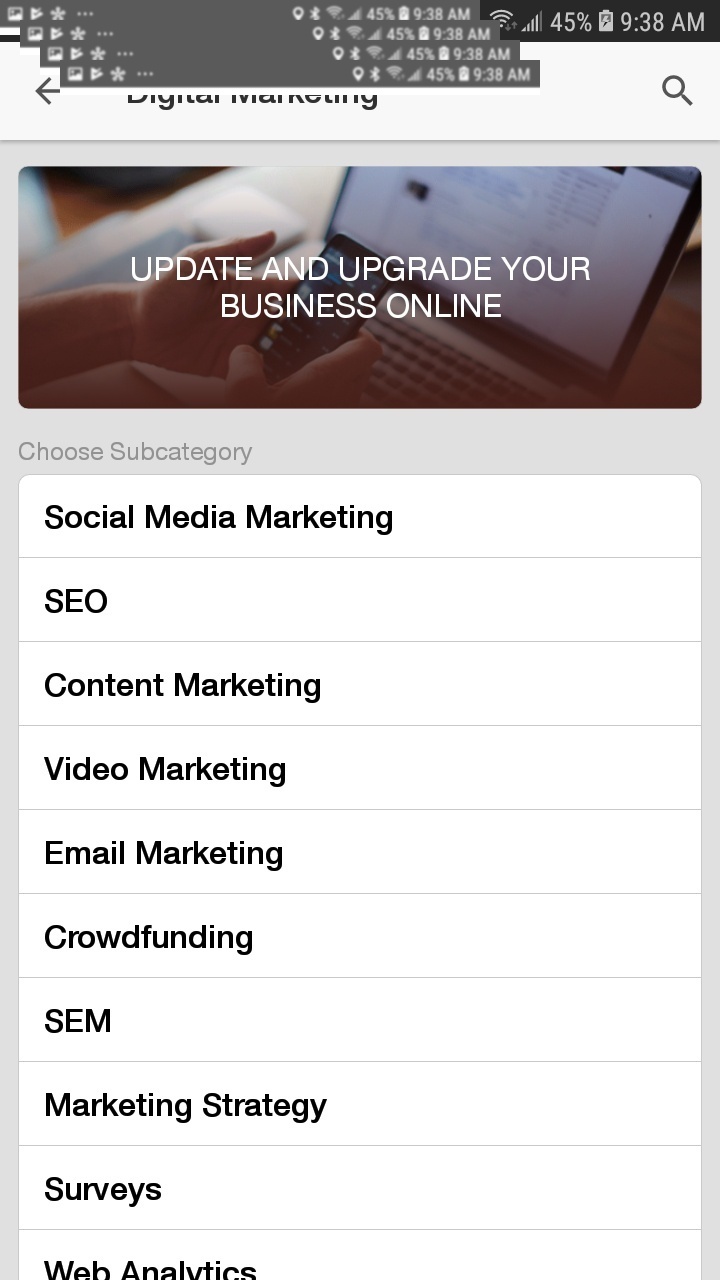 45% 9:38 AM
45% 9:38 AM
45% 9:38 AM
45% 9:38 AM
45% 9:38 AM
Digital Marketing
UPDATE AND UPGRADE YOUR
BUSINESS ONLINE
Choose Subcategory
Social Media Marketing
SEO
Content Marketing
Video Marketing
Email Marketing
Crowdfunding
SEM
Marketing Strategy
Surveys
Web Analytics